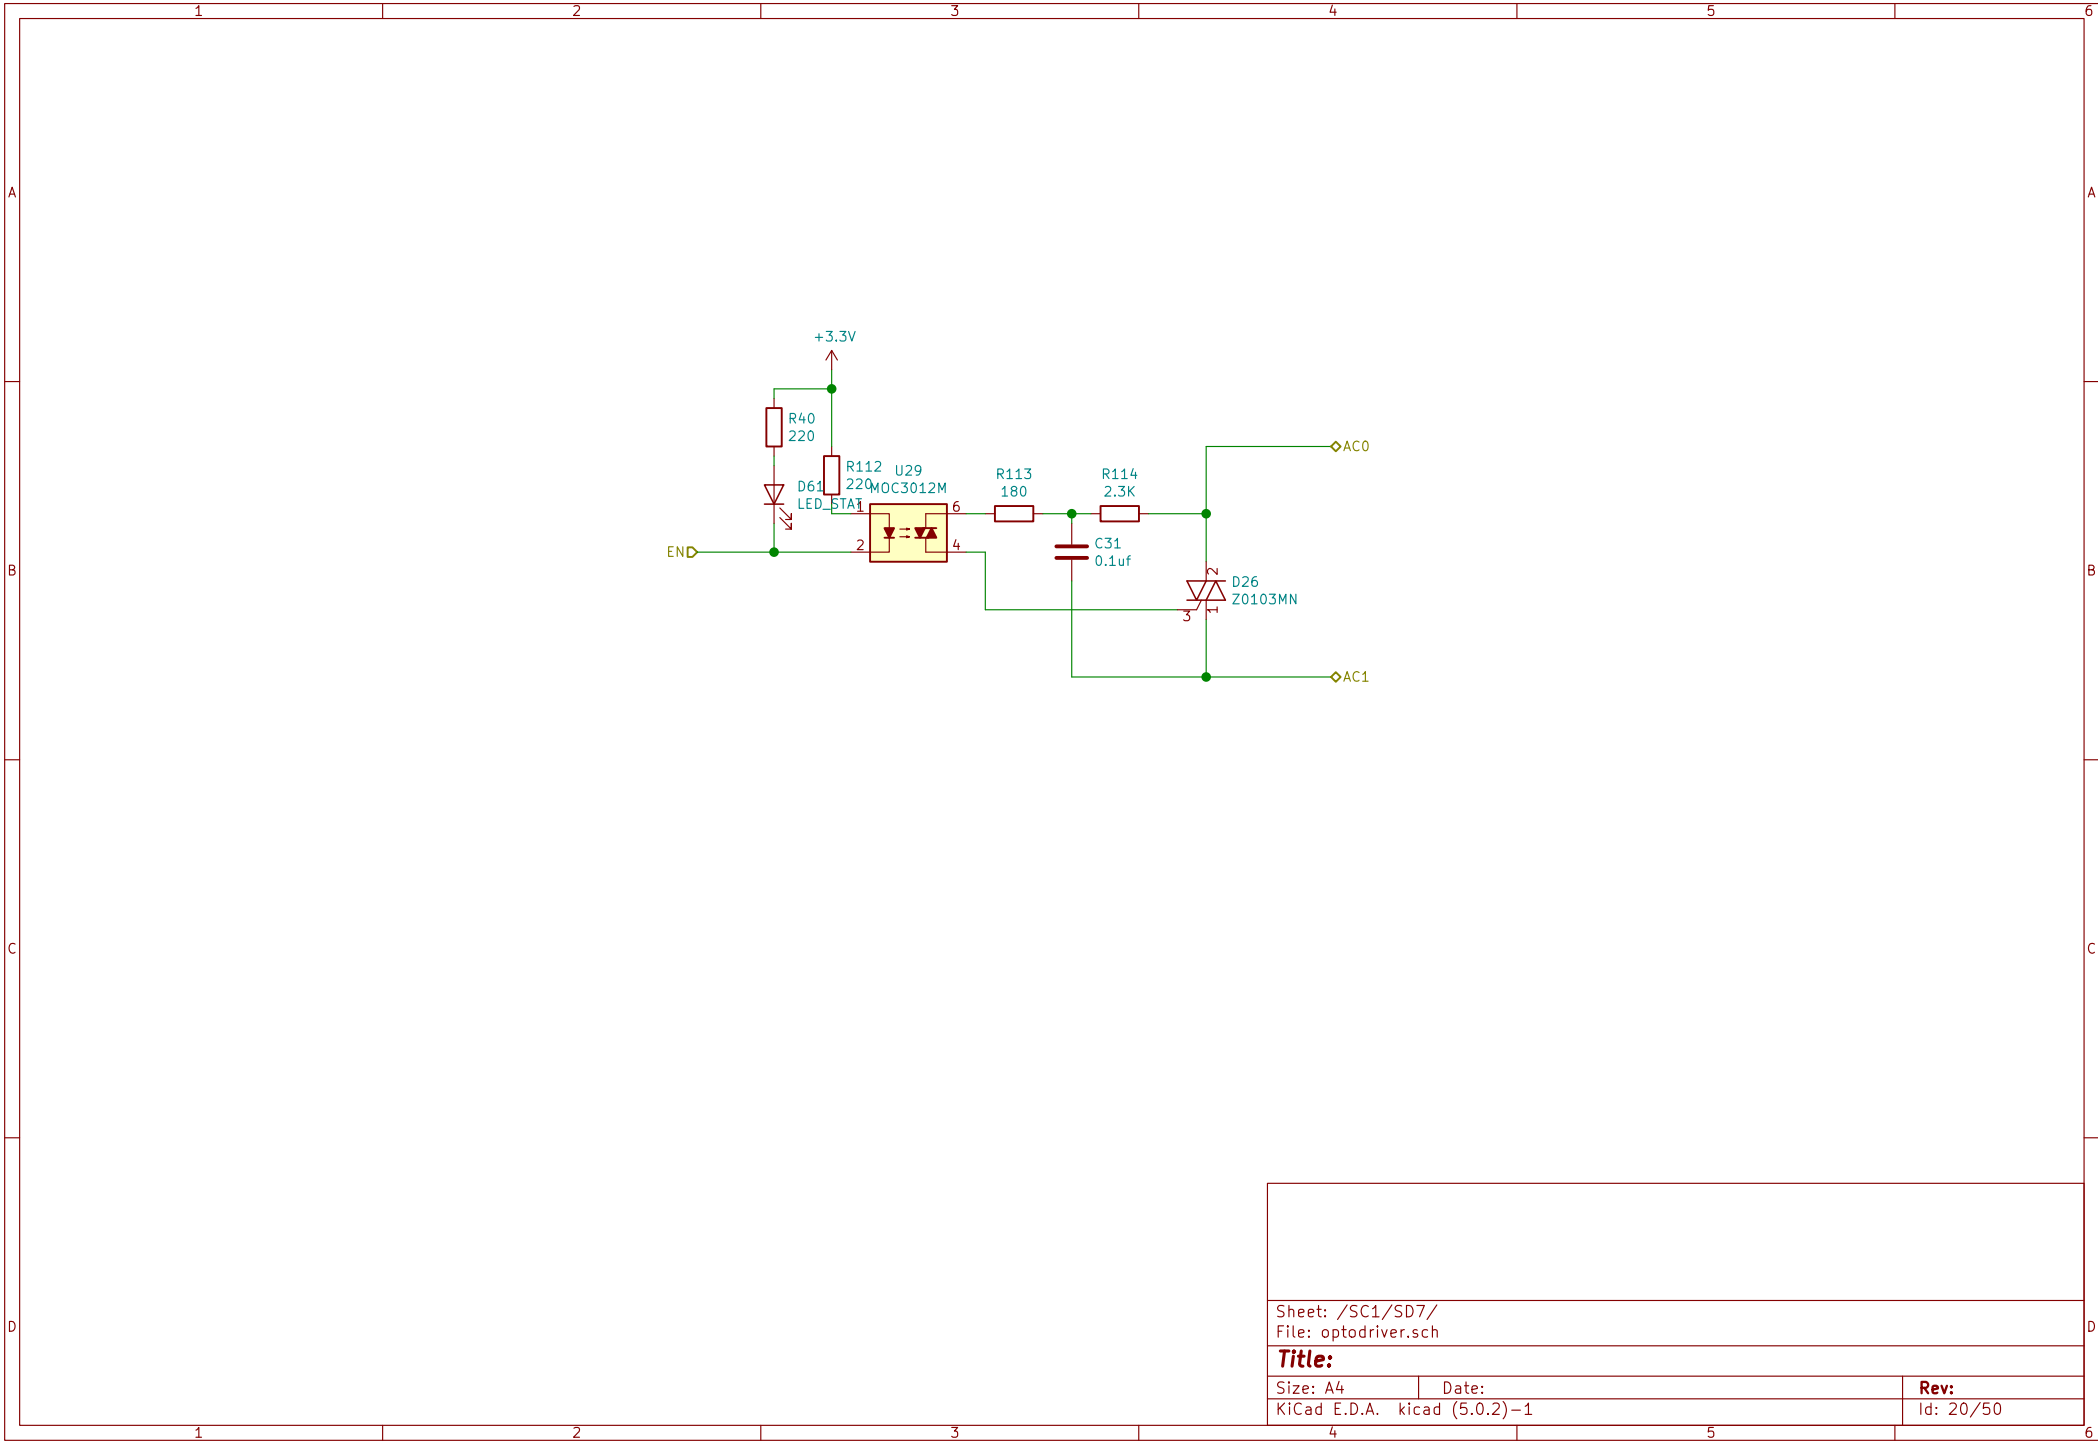 1 2 3 4 5 6
A A
+3.3V
R40
220
AC0
R112
220
U29
MOC3012M
R113
180
R114
2.3K
D61
LED_STAT
1
6
2
4
EN
C31
0.1uf
B B
2
D26
Z0103MN
1
3
AC1
C C
Sheet: /SC1/SD7/
File: optodriver.sch
D D
Title:
Size: A4
Date:
Rev:
KiCad E.D.A. kicad (5.0.2)-1
Id: 20/50
1 2 3 4 5 6